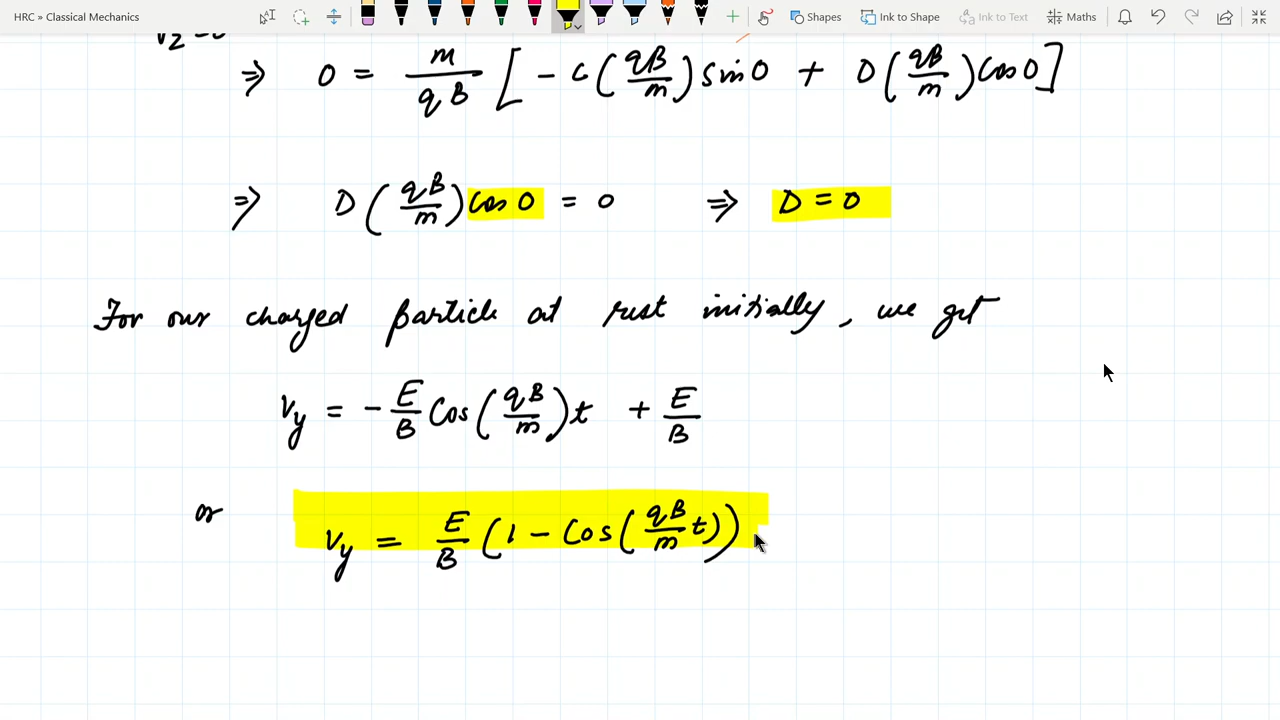 HRC » Classical Mechanics Shapes Ink to Shape Ink to Text Maths
⇒ 0 = m/qB [ - C(qB/m) sin 0 + D(qB/m) cos 0 ]
⇒ D(qB/m) cos 0 = 0 ⇒ D = 0
For our charged particle at rest initially, we get
v_y = - E/B Cos(qB/m)t + E/B
or v_y = E/B (1 - Cos(qB/m t))